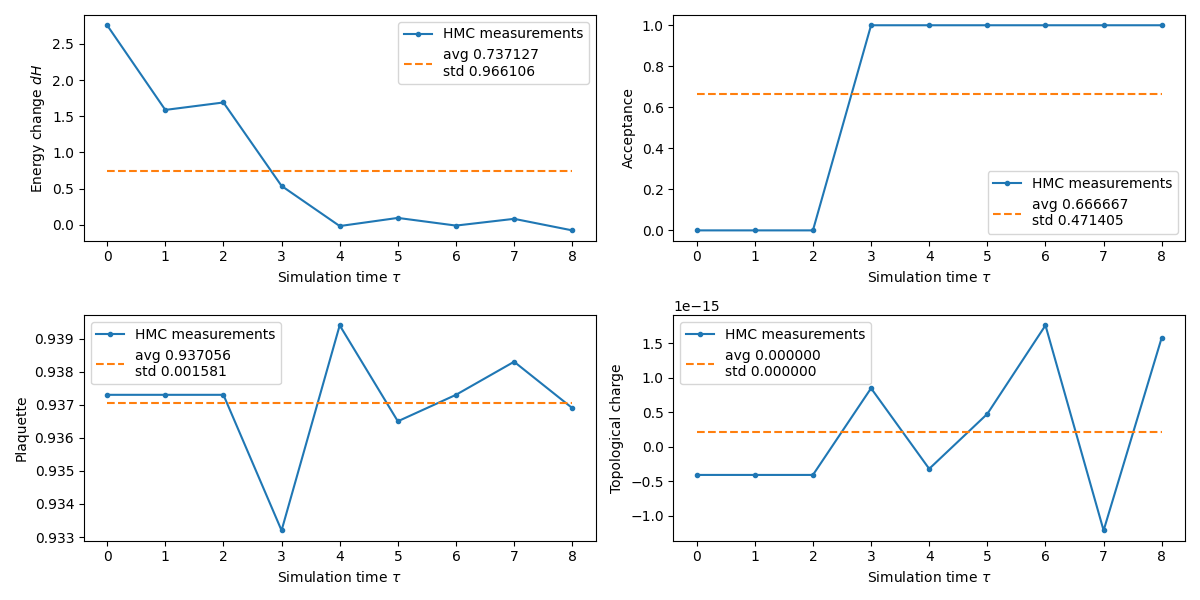 Energy change dH
2.5
2.0
1.5
1.0
0.5
0.0
HMC measurements
avg 0.737127
std 0.966106
0 1 2 3 4 5 6 7 8
Simulation time τ
Acceptance
1.0
0.8
0.6
0.4
0.2
0.0
HMC measurements
avg 0.666667
std 0.471405
0 1 2 3 4 5 6 7 8
Simulation time τ
Plaquette
0.939
0.938
0.937
0.936
0.935
0.934
0.933
HMC measurements
avg 0.937056
std 0.001581
0 1 2 3 4 5 6 7 8
Simulation time τ
1e−15
Topological charge
1.5
1.0
0.5
0.0
−0.5
−1.0
HMC measurements
avg 0.000000
std 0.000000
0 1 2 3 4 5 6 7 8
Simulation time τ